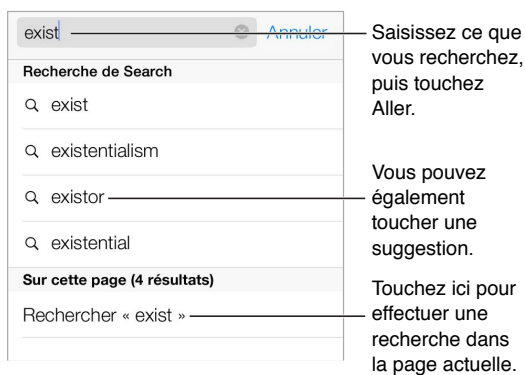 exist Annuler
Recherche de Search
exist
existentialism
existor
existential
Sur cette page (4 résultats)
Rechercher « exist »
Saisissez ce que
vous recherchez,
puis touchez
Aller.
Vous pouvez
également
toucher une
suggestion.
Touchez ici pour
effectuer une
recherche dans
la page actuelle.